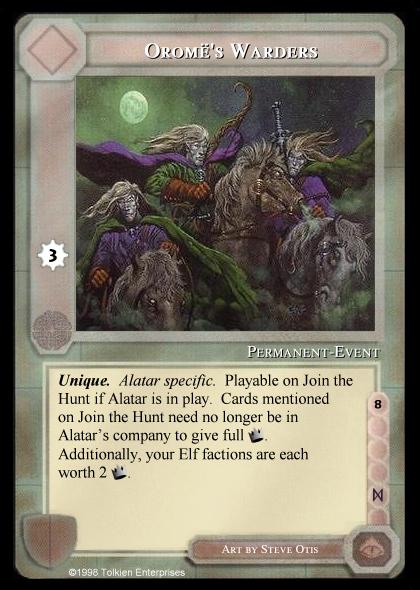 Oromë's Warders
3
Permanent-Event
Unique. Alatar specific. Playable on Join the
Hunt if Alatar is in play. Cards mentioned
on Join the Hunt need no longer be in
Alatar's company to give full
Additionally, your Elf factions are each
worth 2
8
Art by Steve Otis
©1998 Tolkien Enterprises